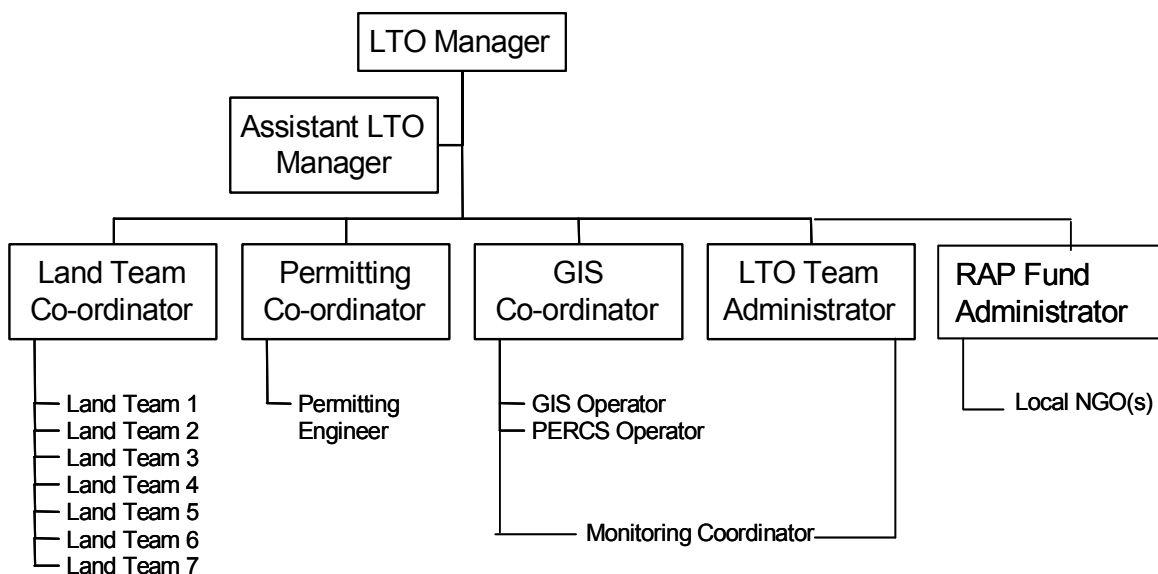 LTO Manager
Assistant LTO
Manager
Land Team
Co-ordinator
Permitting
Co-ordinator
GIS
Co-ordinator
LTO Team
Administrator
RAP Fund
Administrator
Land Team 1
Land Team 2
Land Team 3
Land Team 4
Land Team 5
Land Team 6
Land Team 7
Permitting
Engineer
GIS Operator
PERCS Operator
Monitoring Coordinator
Local NGO(s)